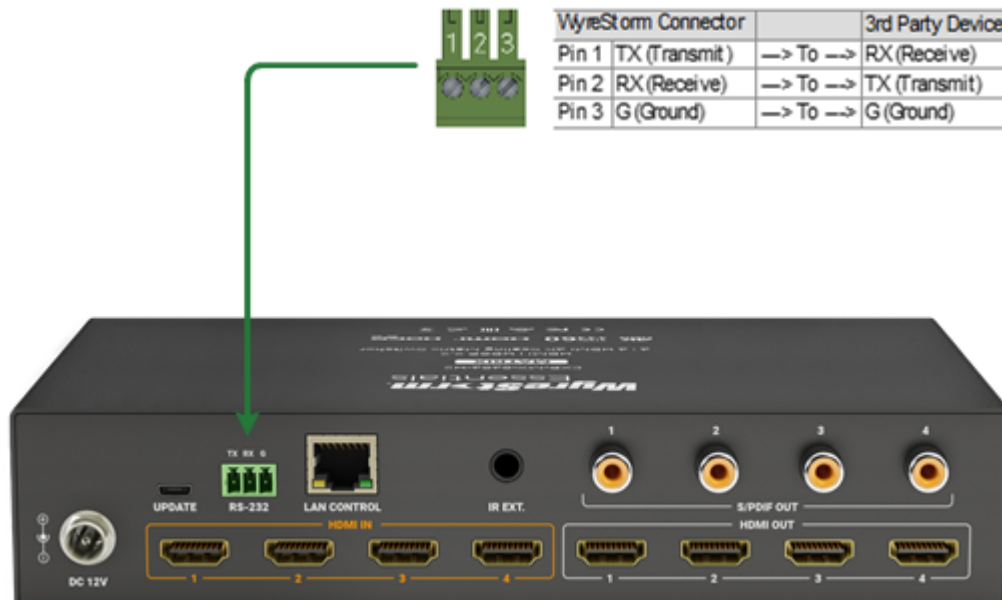 1 2 3
WyreStorm Connector 3rd Party Device
Pin 1 TX (Transmit) —> To —> RX (Receive)
Pin 2 RX (Receive) —> To —> TX (Transmit)
Pin 3 G (Ground) —> To —> G (Ground)
Essentials
WyreStorm
1 2 3 4
TX RX G
UPDATE RS-232 LAN CONTROL IR EXT. S/PDIF OUT
HDMI IN HDMI OUT
DC 12V
1 2 3 4 1 2 3 4